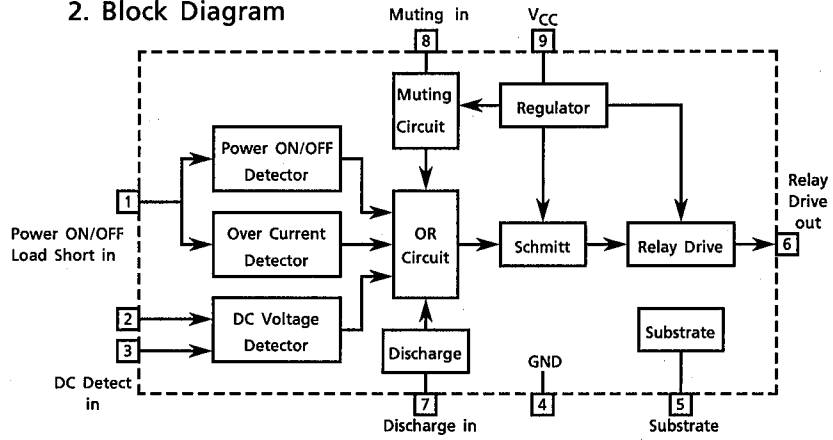 2. Block Diagram
Muting in
VCC
8
9
Muting
Circuit
Regulator
Power ON/OFF
Detector
1
Power ON/OFF
Load Short in
Over Current
Detector
OR
Circuit
Schmitt
Relay Drive
Relay
Drive
out
6
2
3
DC Voltage
Detector
DC Detect
in
Discharge
GND
Substrate
7
4
5
Discharge in
Substrate